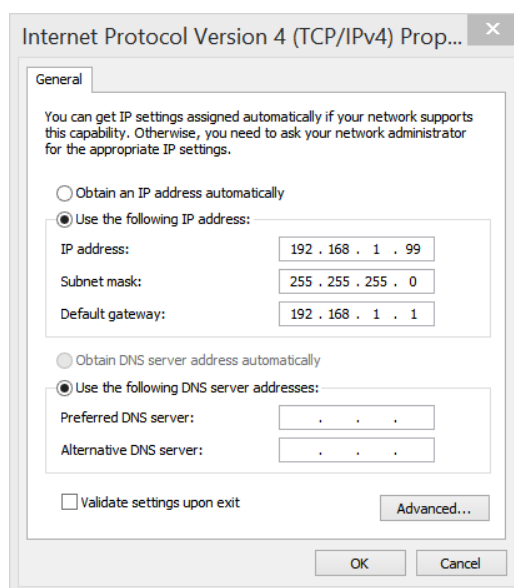 Internet Protocol Version 4 (TCP/IPv4) Prop...
General
You can get IP settings assigned automatically if your network supports
this capability. Otherwise, you need to ask your network administrator
for the appropriate IP settings.
Obtain an IP address automatically
Use the following IP address:
IP address: 192 . 168 . 1 . 99
Subnet mask: 255 . 255 . 255 . 0
Default gateway: 192 . 168 . 1 . 1
Obtain DNS server address automatically
Use the following DNS server addresses:
Preferred DNS server: . . .
Alternative DNS server: . . .
Validate settings upon exit Advanced...
OK Cancel